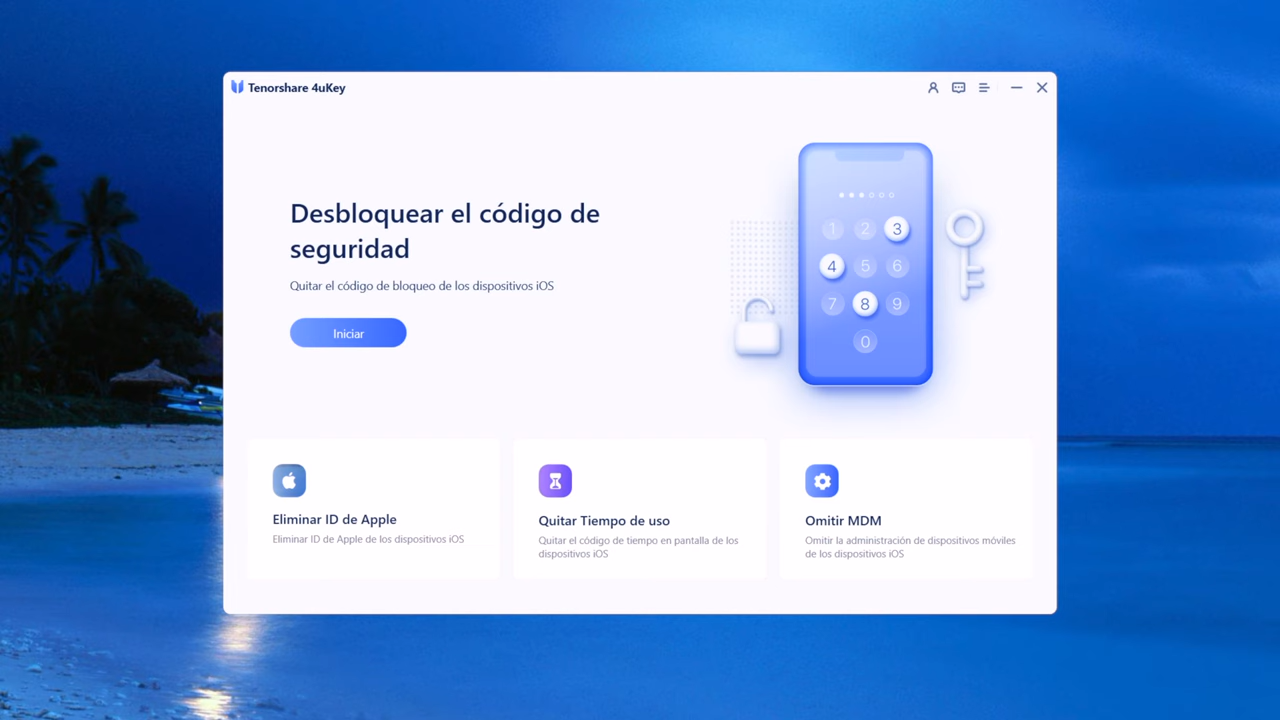 Tenorshare 4uKey
Desbloquear el código de
seguridad
Quitar el código de bloqueo de los dispositivos iOS
Iniciar
1 2 3
4 5 6
7 8 9
0
Eliminar ID de Apple
Eliminar ID de Apple de los dispositivos iOS
Quitar Tiempo de uso
Quitar el código de tiempo en pantalla de los
dispositivos iOS
Omitir MDM
Omitir la administración de dispositivos móviles
de los dispositivos iOS